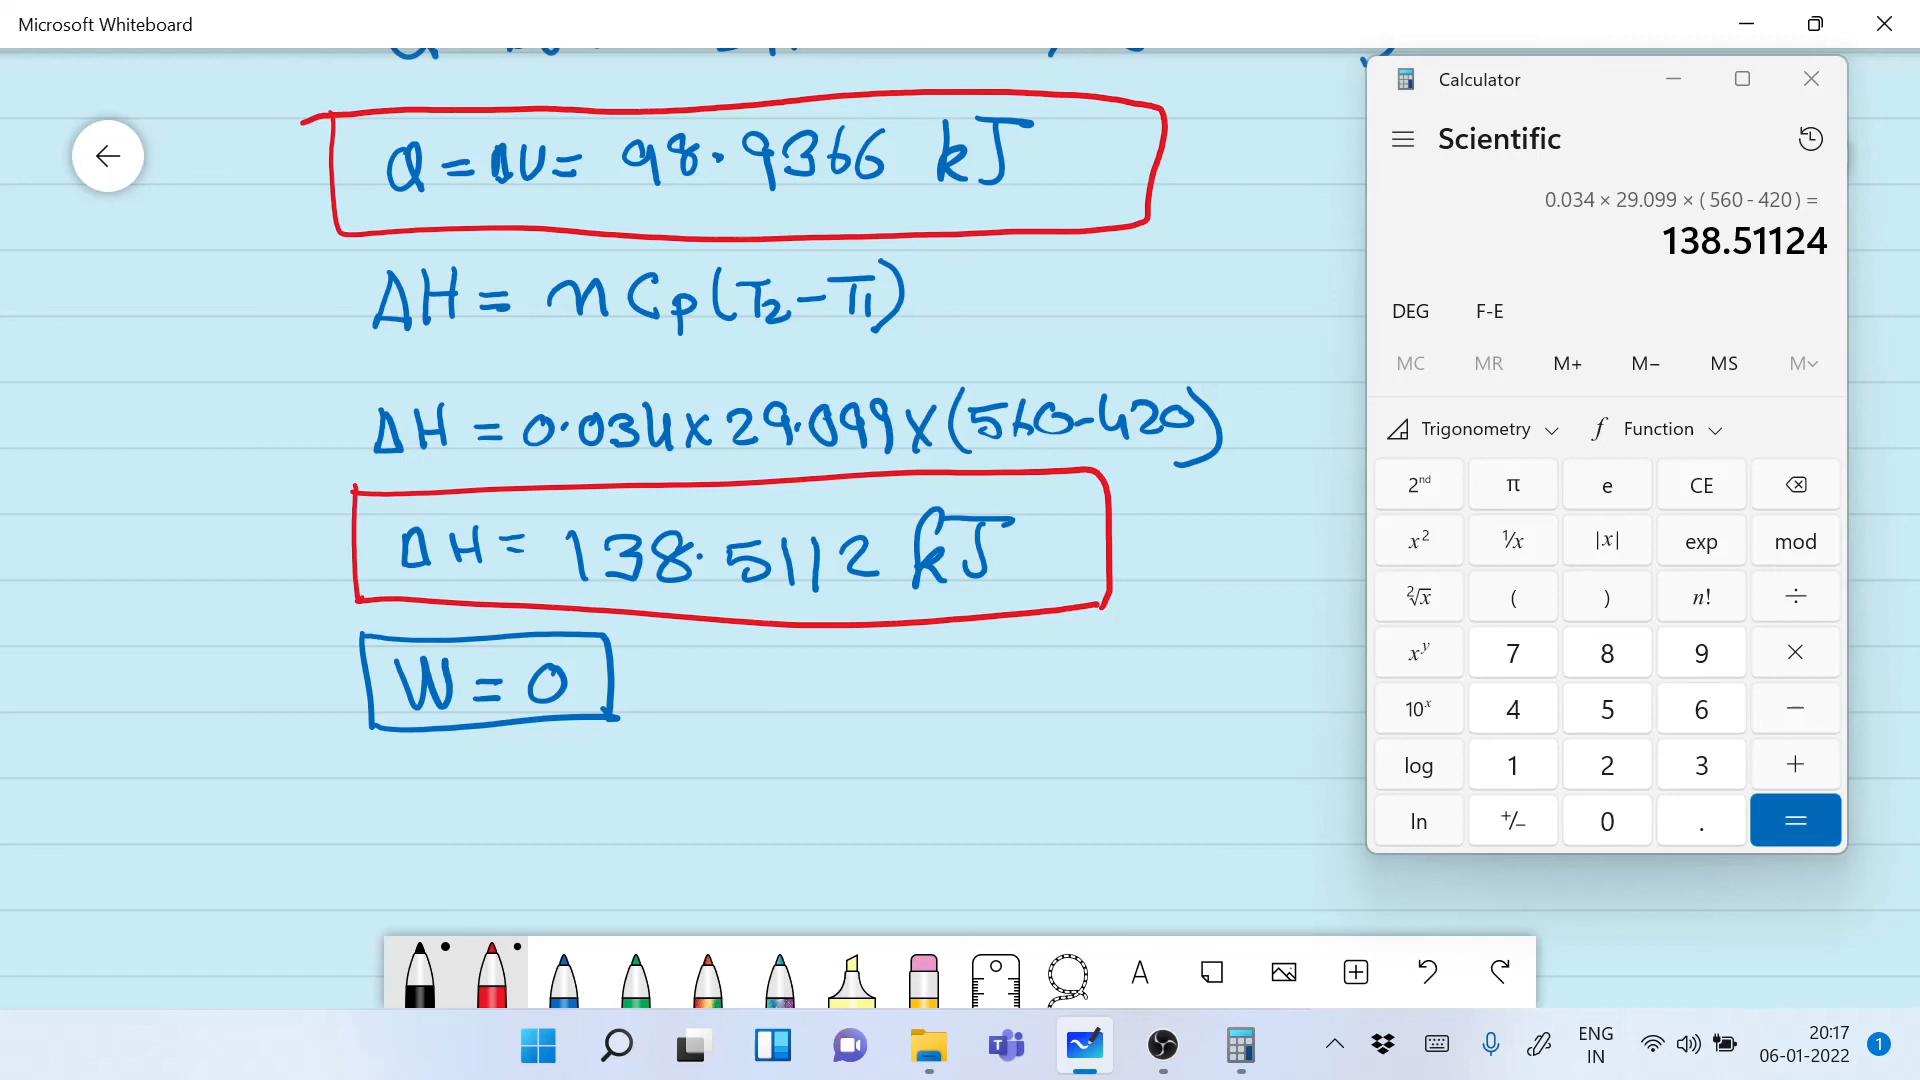 Microsoft Whiteboard
Q = ΔU = 98.9366 kJ
ΔH = n Cp (T2 - T1)
ΔH = 0.034 × 29.099 × (560-420)
ΔH = 138.5112 kJ
W = 0
Calculator
Scientific
0.034 × 29.099 × ( 560 - 420 ) =
138.51124
DEG F-E
MC MR M+ M− MS M
Trigonometry f Function
2nd π e CE
x² ¹/x |x| exp mod
²√x ( ) n! ÷
xʸ 7 8 9 ×
10ˣ 4 5 6 −
log 1 2 3 +
ln +/− 0 . =
A
T
ENG
IN
20:17
06-01-2022
1